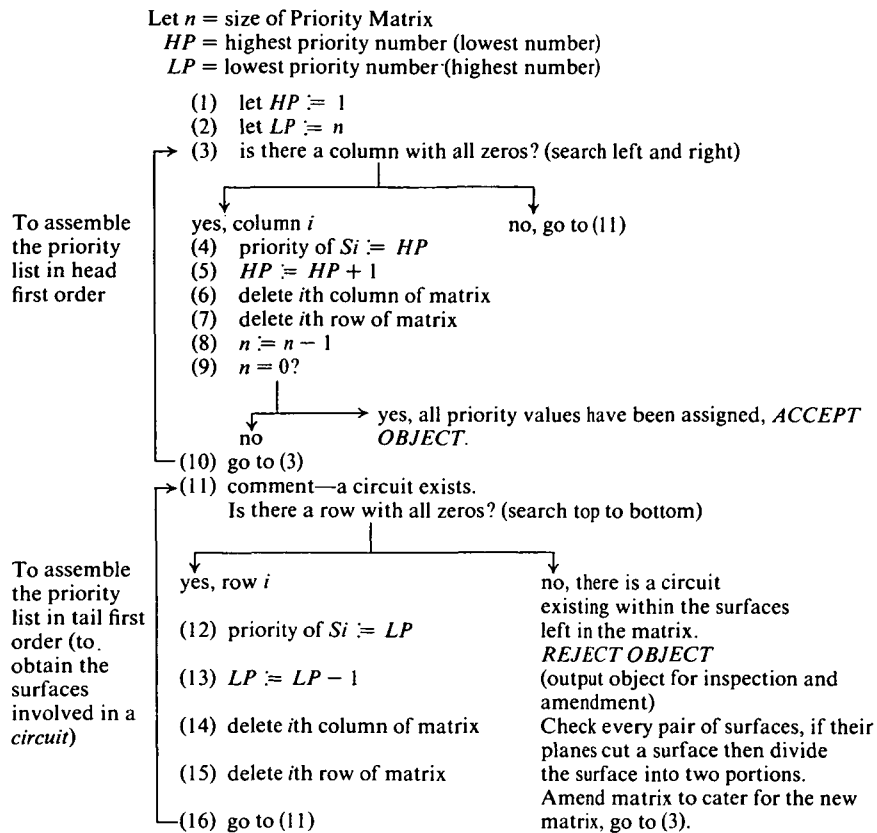 Let n = size of Priority Matrix
HP = highest priority number (lowest number)
LP = lowest priority number (highest number)
(1) let HP := 1
(2) let LP := n
(3) is there a column with all zeros? (search left and right)
To assemble
the priority
list in head
first order
yes, column i
no, go to (11)
(4) priority of Si := HP
(5) HP := HP + 1
(6) delete ith column of matrix
(7) delete ith row of matrix
(8) n := n − 1
(9) n = 0?
yes, all priority values have been assigned, ACCEPT
OBJECT.
no
(10) go to (3)
(11) comment—a circuit exists.
Is there a row with all zeros? (search top to bottom)
To assemble
the priority
list in tail first
order (to.
obtain the
surfaces
involved in a
circuit)
yes, row i
(12) priority of Si := LP
(13) LP := LP − 1
(14) delete ith column of matrix
(15) delete ith row of matrix
(16) go to (11)
no, there is a circuit
existing within the surfaces
left in the matrix.
REJECT OBJECT
(output object for inspection and
amendment)
Check every pair of surfaces, if their
planes cut a surface then divide
the surface into two portions.
Amend matrix to cater for the new
matrix, go to (3).